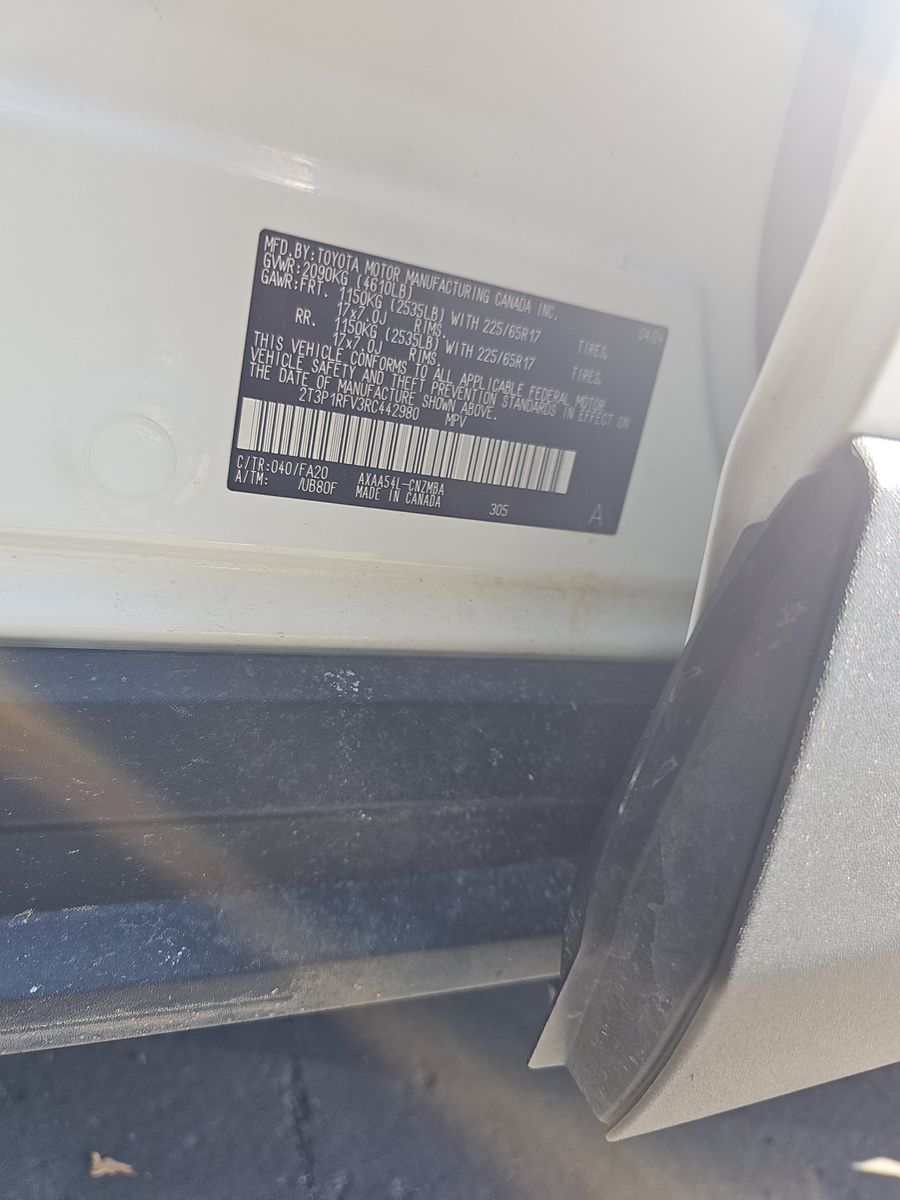 MFD. BY: TOYOTA MOTOR MANUFACTURING CANADA INC. 04/24
GVWR: 2090KG (4610LB)
GAWR: FRT. 1150KG (2535LB) WITH 225/65R17 TIRES,
17x7.0J RIMS.
RR. 1150KG (2535LB) WITH 225/65R17 TIRES,
17x7.0J RIMS.
THIS VEHICLE CONFORMS TO ALL APPLICABLE FEDERAL MOTOR
VEHICLE SAFETY AND THEFT PREVENTION STANDARDS IN EFFECT ON
THE DATE OF MANUFACTURE SHOWN ABOVE.
2T3P1RFV3RC442980 MPV
C/TR: 040/FA20 AXAA54L-CNZMBA
A/TM: /UB80F MADE IN CANADA 305 A